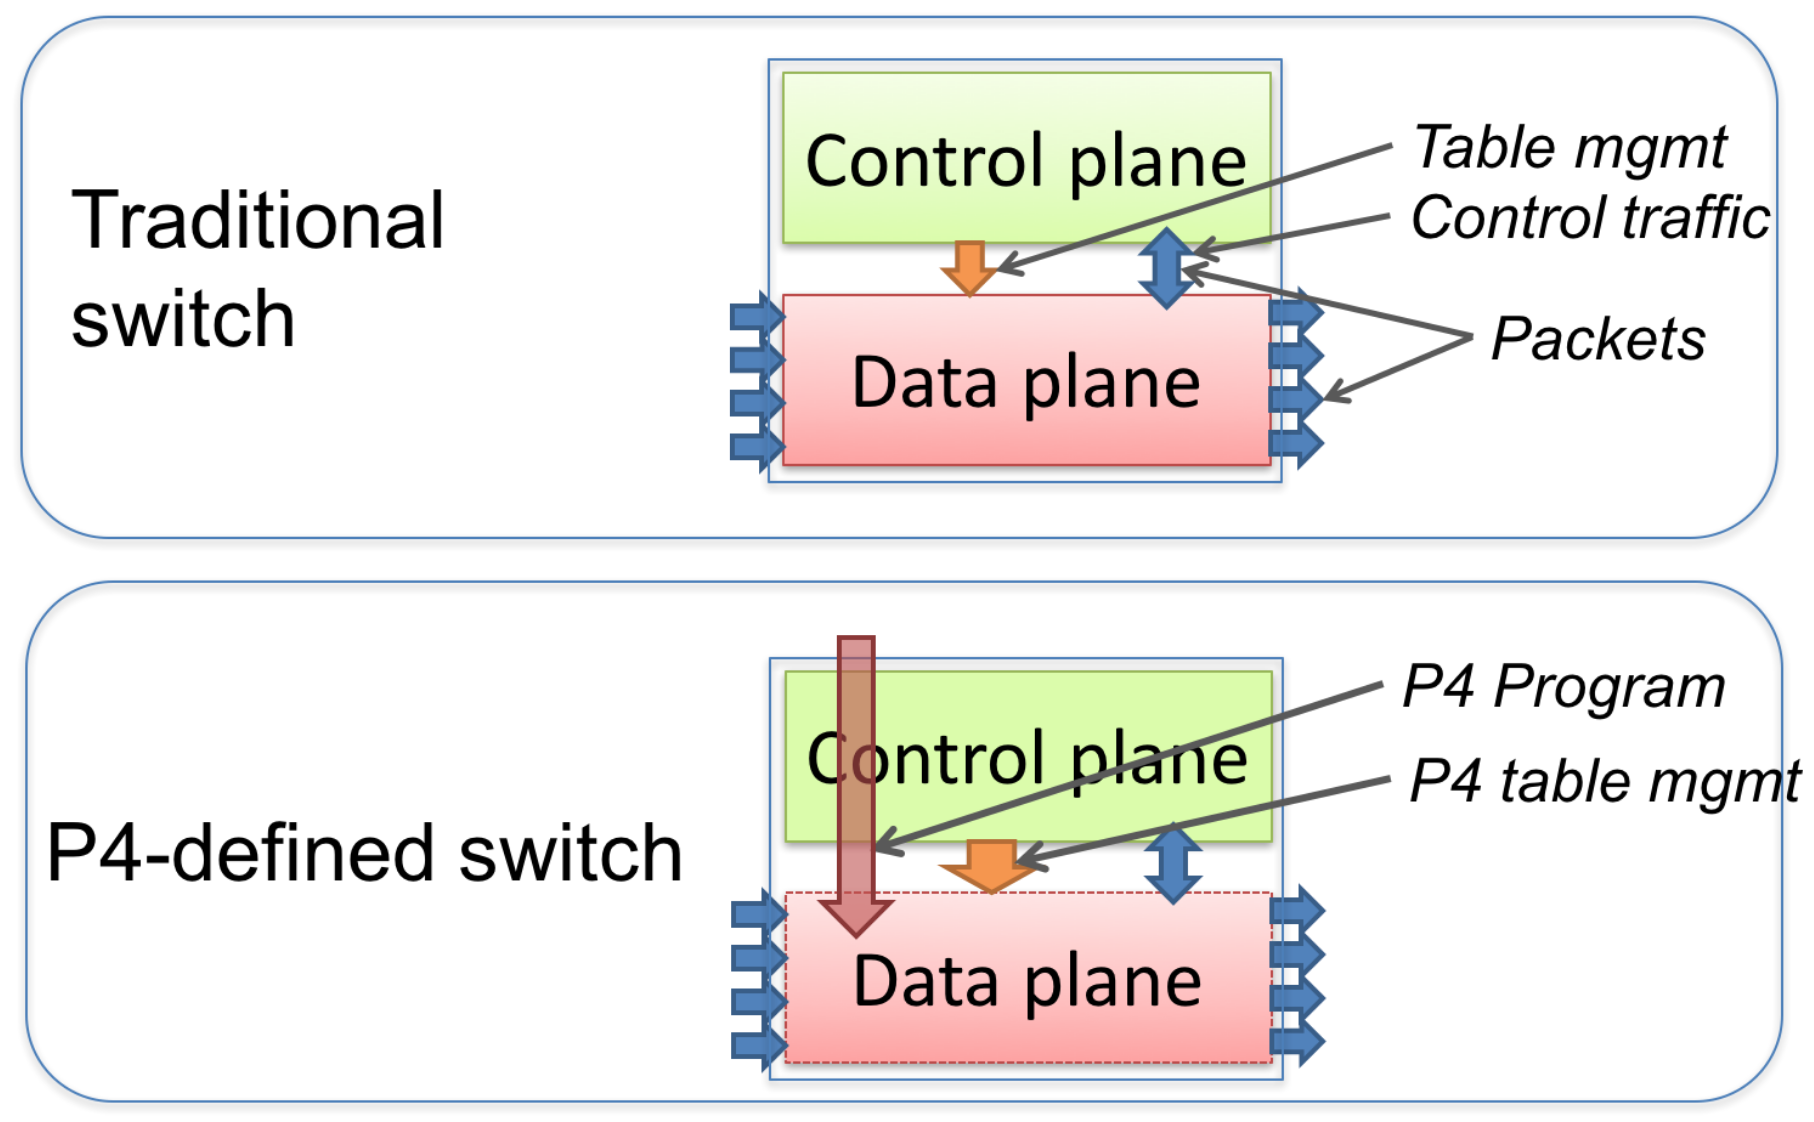 Traditional
switch
Control plane
Data plane
Table mgmt
Control traffic
Packets
P4-defined switch
Control plane
Data plane
P4 Program
P4 table mgmt